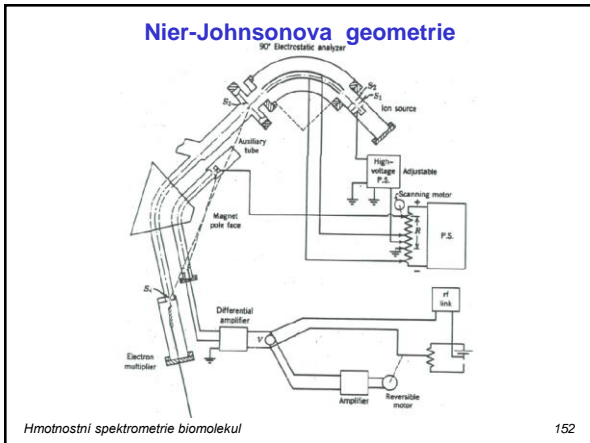 Nier-Johnsonova geometrie
90° Electrostatic analyzer
S₂
S₁
S₃
Ion source
Auxiliary
tube
High-
voltage
P.S.
Adjustable
Scanning motor
+
R
P.S.
−
Magnet
pole face
S₄
Differential
amplifier
V
rf
link
Electron
multiplier
Amplifier
Reversible
motor
Hmotnostní spektrometrie biomolekul
152